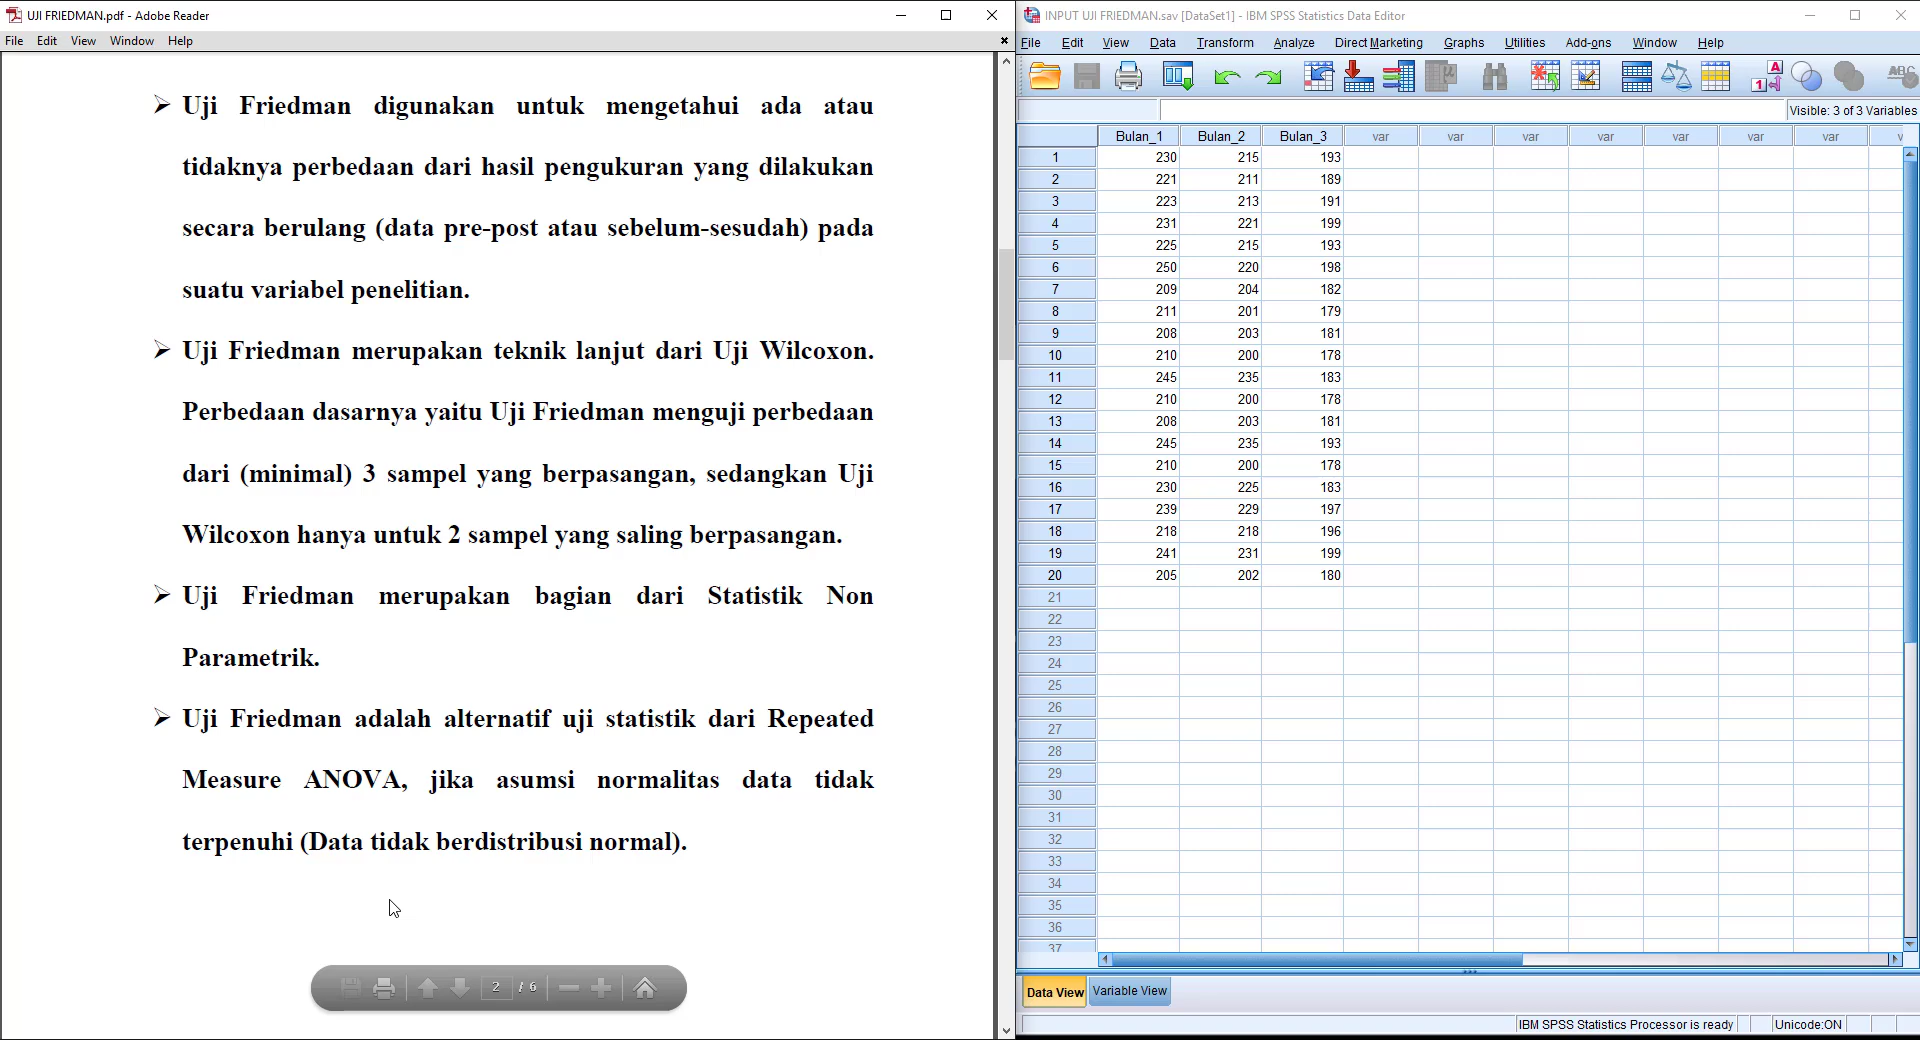 UJI FRIEDMAN.pdf - Adobe Reader
File Edit View Window Help
➢ Uji Friedman digunakan untuk mengetahui ada atau
tidaknya perbedaan dari hasil pengukuran yang dilakukan
secara berulang (data pre-post atau sebelum-sesudah) pada
suatu variabel penelitian.
➢ Uji Friedman merupakan teknik lanjut dari Uji Wilcoxon.
Perbedaan dasarnya yaitu Uji Friedman menguji perbedaan
dari (minimal) 3 sampel yang berpasangan, sedangkan Uji
Wilcoxon hanya untuk 2 sampel yang saling berpasangan.
➢ Uji Friedman merupakan bagian dari Statistik Non
Parametrik.
➢ Uji Friedman adalah alternatif uji statistik dari Repeated
Measure ANOVA, jika asumsi normalitas data tidak
terpenuhi (Data tidak berdistribusi normal).
2 / 6
INPUT UJI FRIEDMAN.sav [DataSet1] - IBM SPSS Statistics Data Editor
File Edit View Data Transform Analyze Direct Marketing Graphs Utilities Add-ons Window Help
Visible: 3 of 3 Variables
Bulan_1 Bulan_2 Bulan_3 var var var var var var var
1 230 215 193
2 221 211 189
3 223 213 191
4 231 221 199
5 225 215 193
6 250 220 198
7 209 204 182
8 211 201 179
9 208 203 181
10 210 200 178
11 245 235 183
12 210 200 178
13 208 203 181
14 245 235 193
15 210 200 178
16 230 225 183
17 239 229 197
18 218 218 196
19 241 231 199
20 205 202 180
21
22
23
24
25
26
27
28
29
30
31
32
33
34
35
36
37
Data View Variable View
IBM SPSS Statistics Processor is ready Unicode:ON